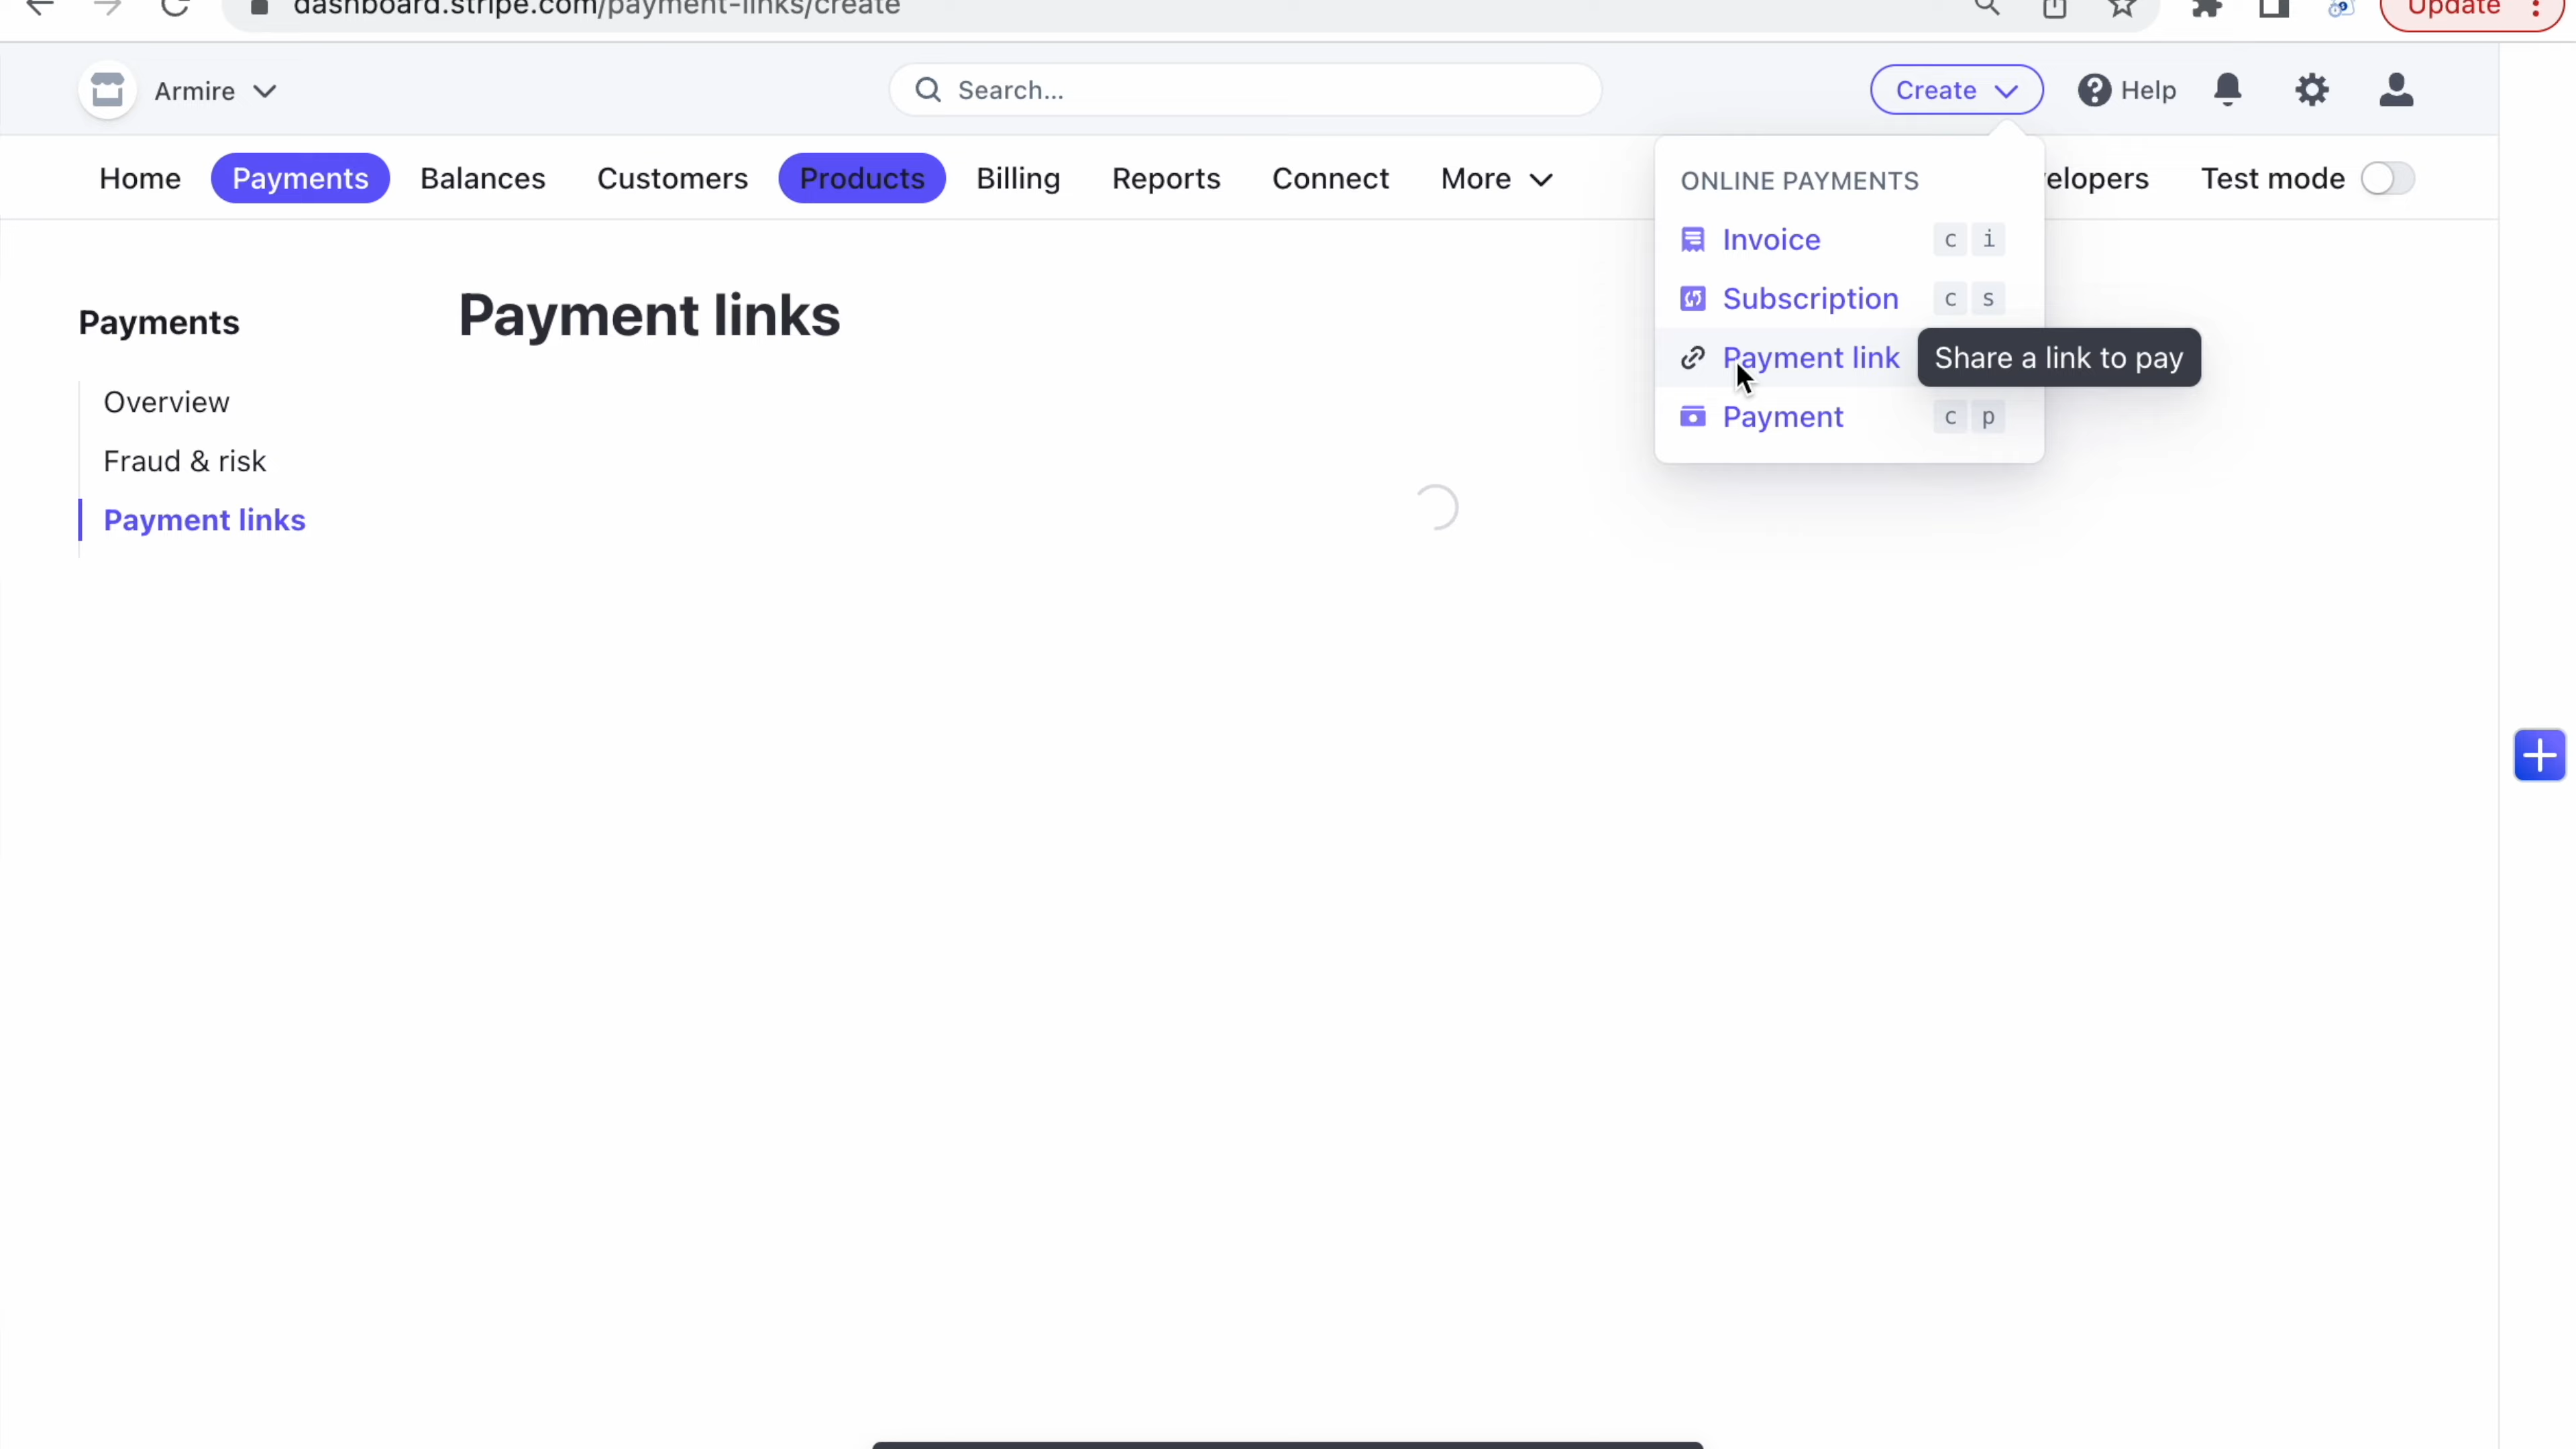 dashboard.stripe.com/payment-links/create
Update
Armire
Search...
Create
Help
Home
Payments
Balances
Customers
Products
Billing
Reports
Connect
More
elopers
Test mode
ONLINE PAYMENTS
Invoice c i
Subscription c s
Payment link
Share a link to pay
Payment c p
Payments
Overview
Fraud & risk
Payment links
Payment links